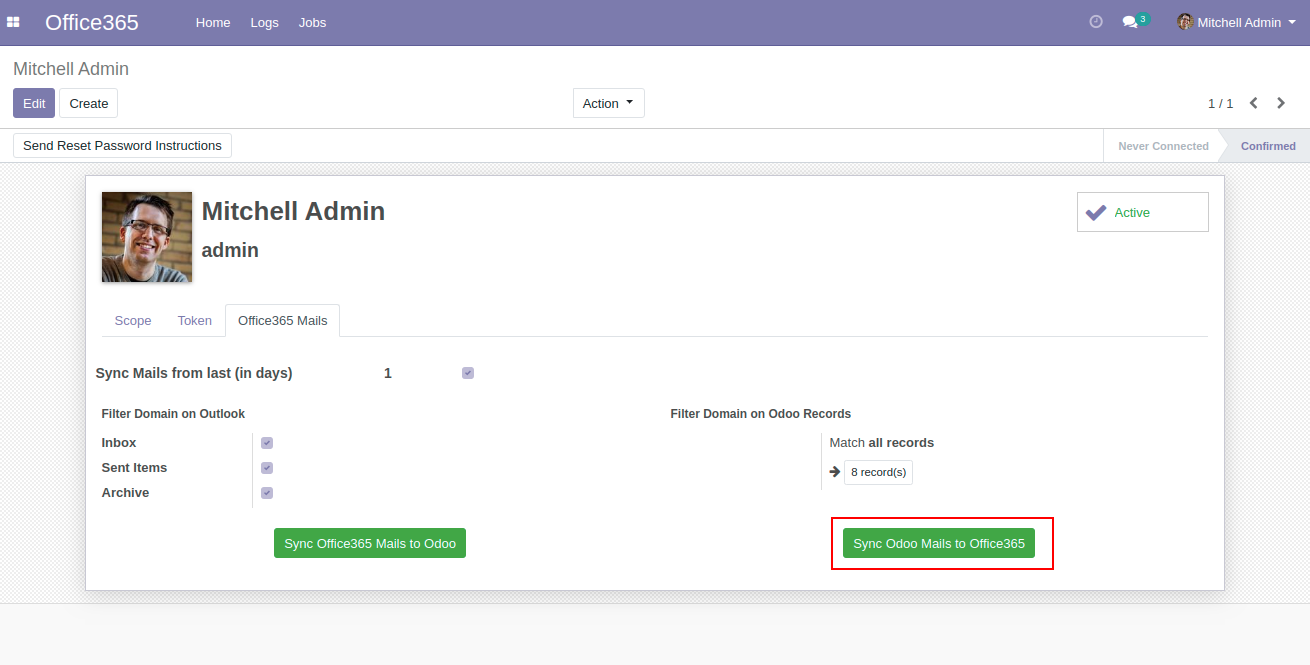 Office365 Home Logs Jobs 3 Mitchell Admin
Mitchell Admin
Edit Create Action 1 / 1
Send Reset Password Instructions Never Connected Confirmed
Mitchell Admin
Active
admin
Scope Token Office365 Mails
Sync Mails from last (in days) 1
Filter Domain on Outlook Filter Domain on Odoo Records
Inbox Match all records
Sent Items 8 record(s)
Archive
Sync Office365 Mails to Odoo Sync Odoo Mails to Office365